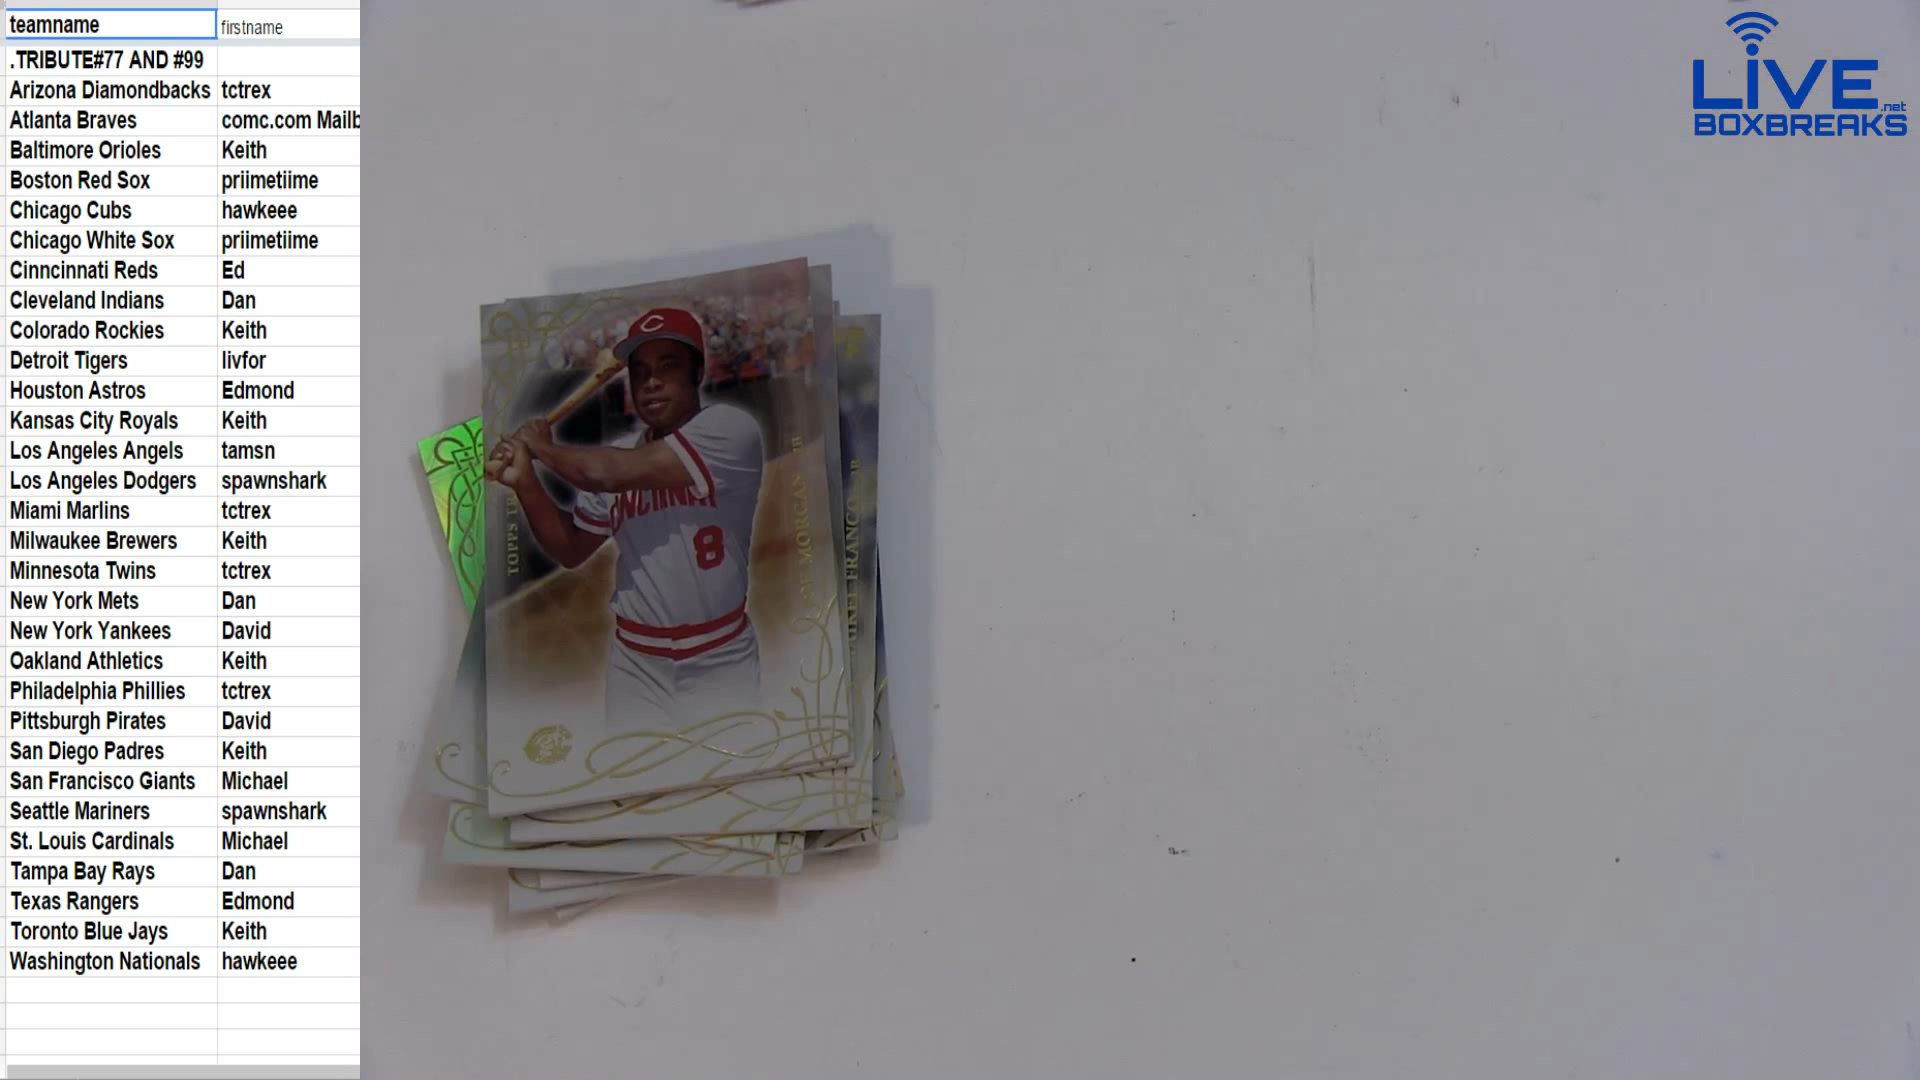 teamname firstname
.TRIBUTE#77 AND #99
Arizona Diamondbacks tctrex
Atlanta Braves comc.com Mailb
Baltimore Orioles Keith
Boston Red Sox priimetiime
Chicago Cubs hawkeee
Chicago White Sox priimetiime
Cinncinnati Reds Ed
Cleveland Indians Dan
Colorado Rockies Keith
Detroit Tigers livfor
Houston Astros Edmond
Kansas City Royals Keith
Los Angeles Angels tamsn
Los Angeles Dodgers spawnshark
Miami Marlins tctrex
Milwaukee Brewers Keith
Minnesota Twins tctrex
New York Mets Dan
New York Yankees David
Oakland Athletics Keith
Philadelphia Phillies tctrex
Pittsburgh Pirates David
San Diego Padres Keith
San Francisco Giants Michael
Seattle Mariners spawnshark
St. Louis Cardinals Michael
Tampa Bay Rays Dan
Texas Rangers Edmond
Toronto Blue Jays Keith
Washington Nationals hawkeee
LiVE.net
BOXBREAKS
C
TOPPS
CINCINNATI
8
JOE MORGAN
FRANCO